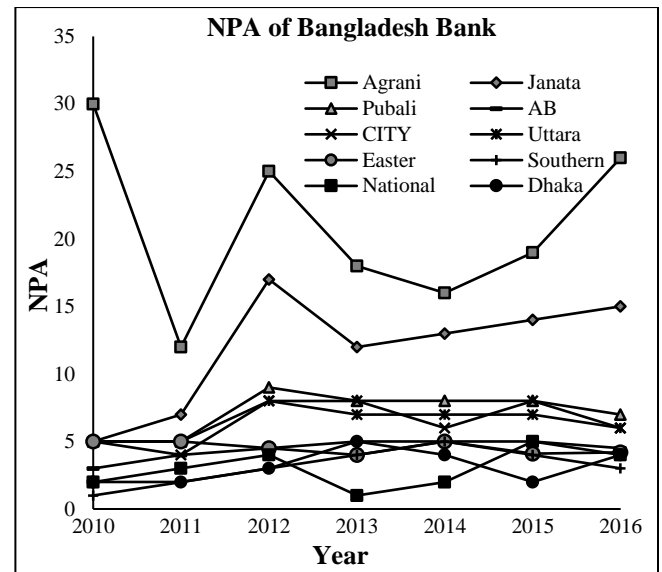 NPA of Bangladesh Bank
35
30
25
20
15
10
5
0
NPA
Agrani Janata
Pubali AB
CITY Uttara
Easter Southern
National Dhaka
2010 2011 2012 2013 2014 2015 2016
Year